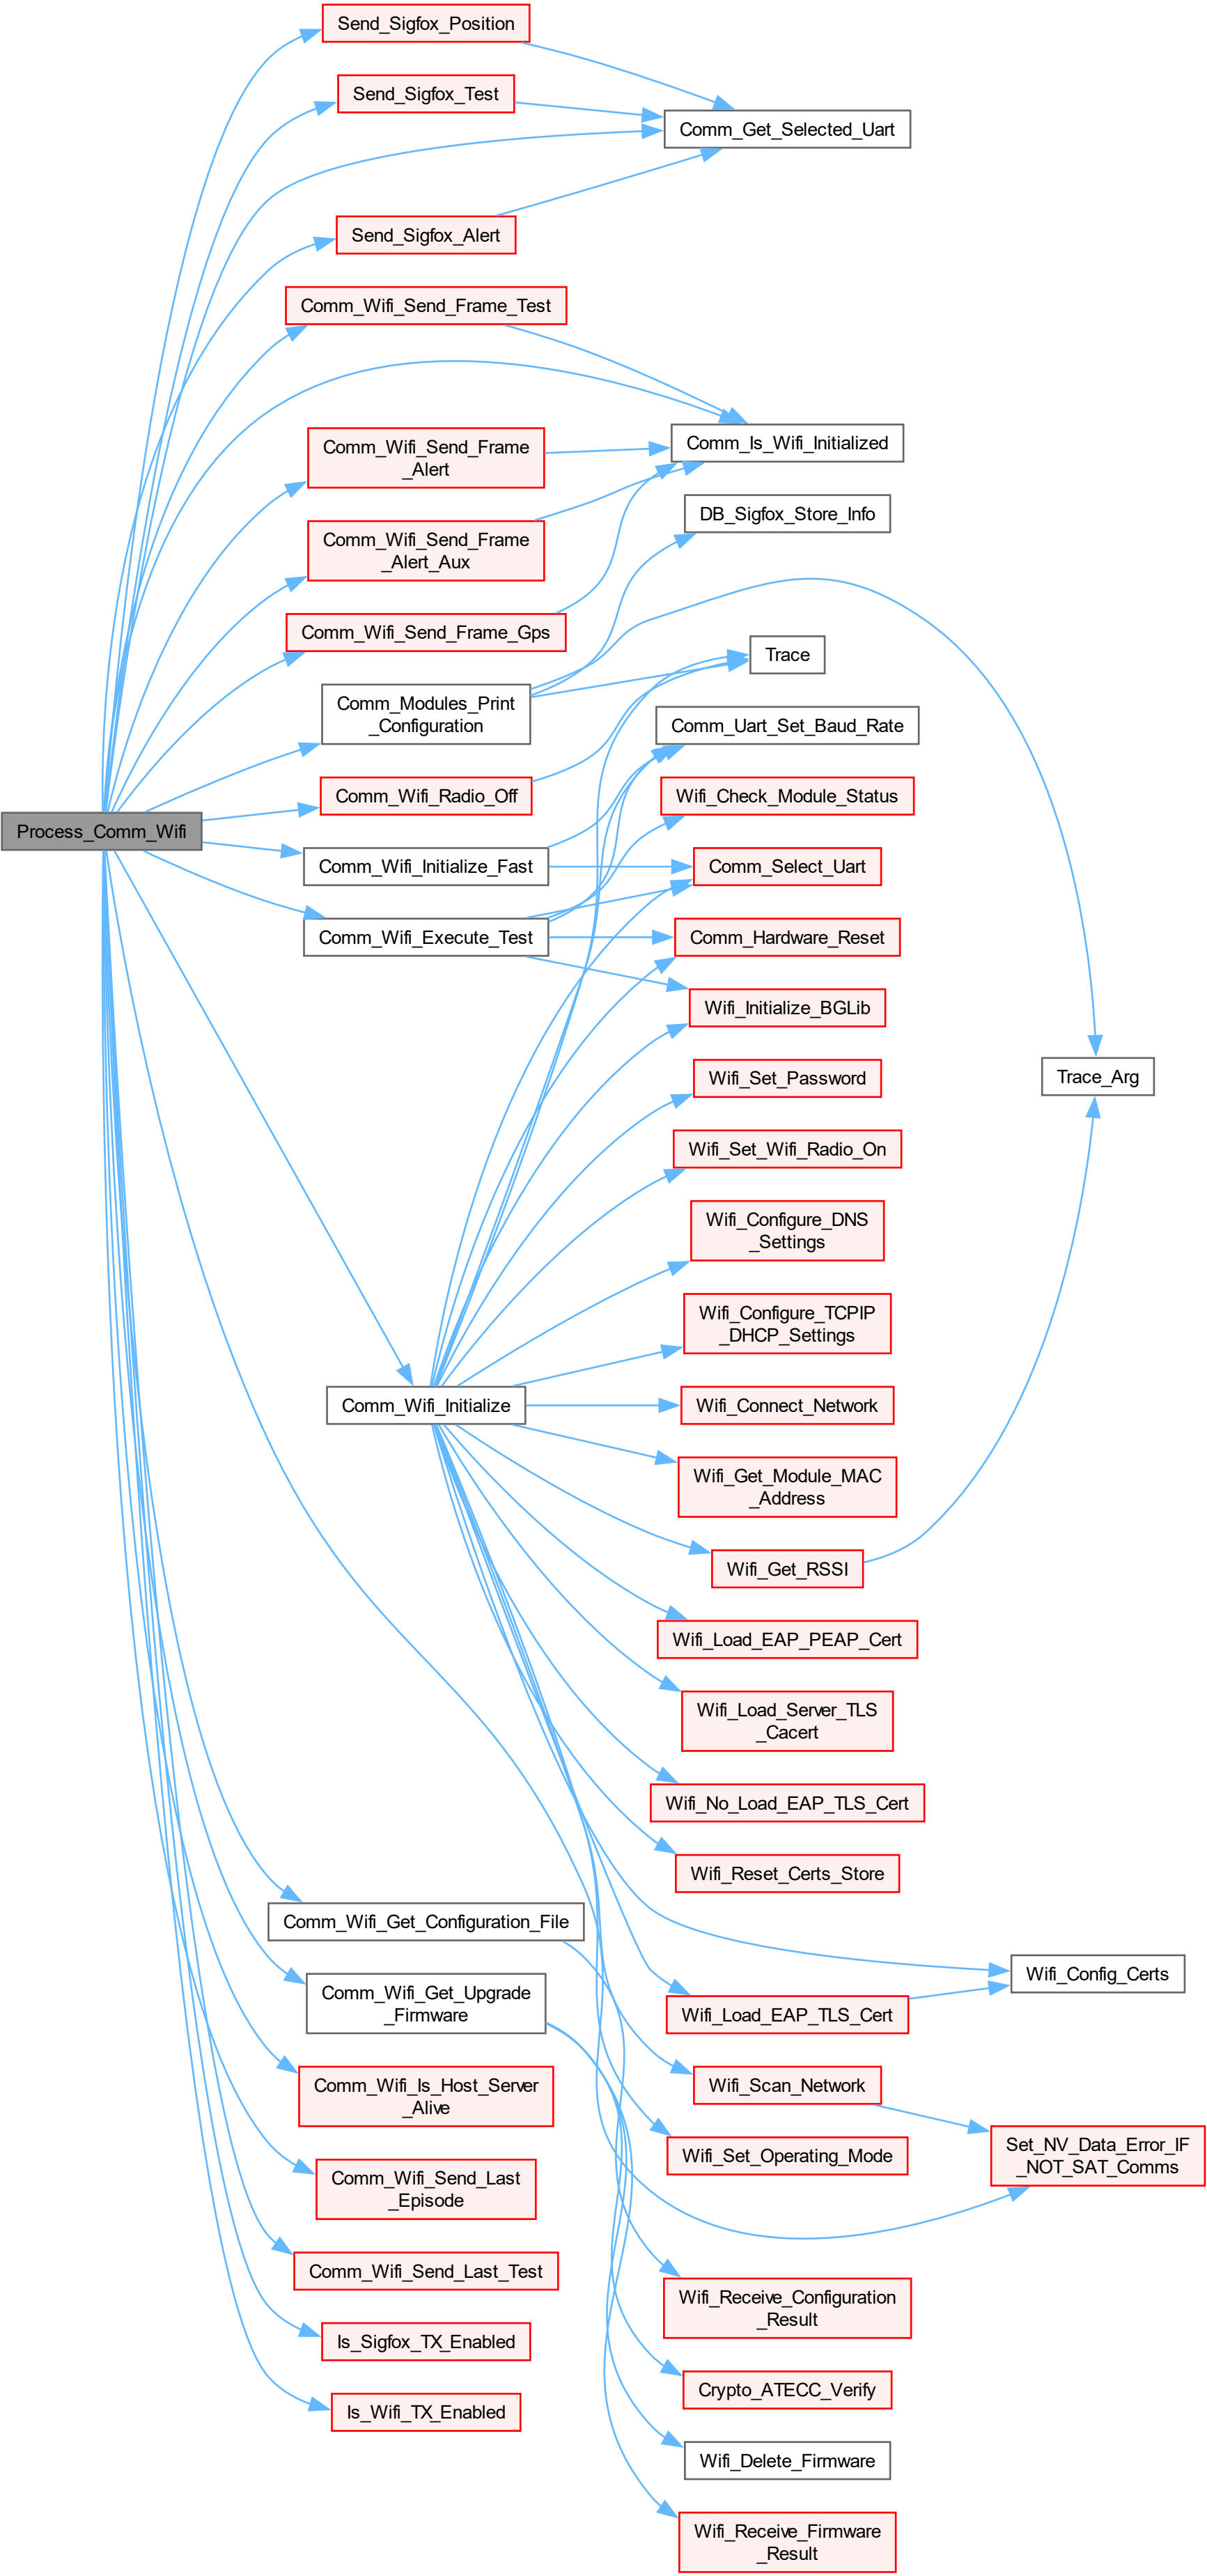 Send_Sigfox_Position
Send_Sigfox_Test
Comm_Get_Selected_Uart
Send_Sigfox_Alert
Comm_Wifi_Send_Frame_Test
Comm_Wifi_Send_Frame
_Alert
Comm_Is_Wifi_Initialized
DB_Sigfox_Store_Info
Comm_Wifi_Send_Frame
_Alert_Aux
Comm_Wifi_Send_Frame_Gps
Trace
Comm_Modules_Print
_Configuration
Comm_Uart_Set_Baud_Rate
Comm_Wifi_Radio_Off
Wifi_Check_Module_Status
Process_Comm_Wifi
Comm_Wifi_Initialize_Fast
Comm_Select_Uart
Comm_Wifi_Execute_Test
Comm_Hardware_Reset
Wifi_Initialize_BGLib
Wifi_Set_Password
Trace_Arg
Wifi_Set_Wifi_Radio_On
Wifi_Configure_DNS
_Settings
Wifi_Configure_TCPIP
_DHCP_Settings
Comm_Wifi_Initialize
Wifi_Connect_Network
Wifi_Get_Module_MAC
_Address
Wifi_Get_RSSI
Wifi_Load_EAP_PEAP_Cert
Wifi_Load_Server_TLS
_Cacert
Wifi_No_Load_EAP_TLS_Cert
Wifi_Reset_Certs_Store
Comm_Wifi_Get_Configuration_File
Wifi_Config_Certs
Comm_Wifi_Get_Upgrade
_Firmware
Wifi_Load_EAP_TLS_Cert
Comm_Wifi_Is_Host_Server
_Alive
Wifi_Scan_Network
Wifi_Set_Operating_Mode
Set_NV_Data_Error_IF
_NOT_SAT_Comms
Comm_Wifi_Send_Last
_Episode
Comm_Wifi_Send_Last_Test
Wifi_Receive_Configuration
_Result
Is_Sigfox_TX_Enabled
Crypto_ATECC_Verify
Is_Wifi_TX_Enabled
Wifi_Delete_Firmware
Wifi_Receive_Firmware
_Result